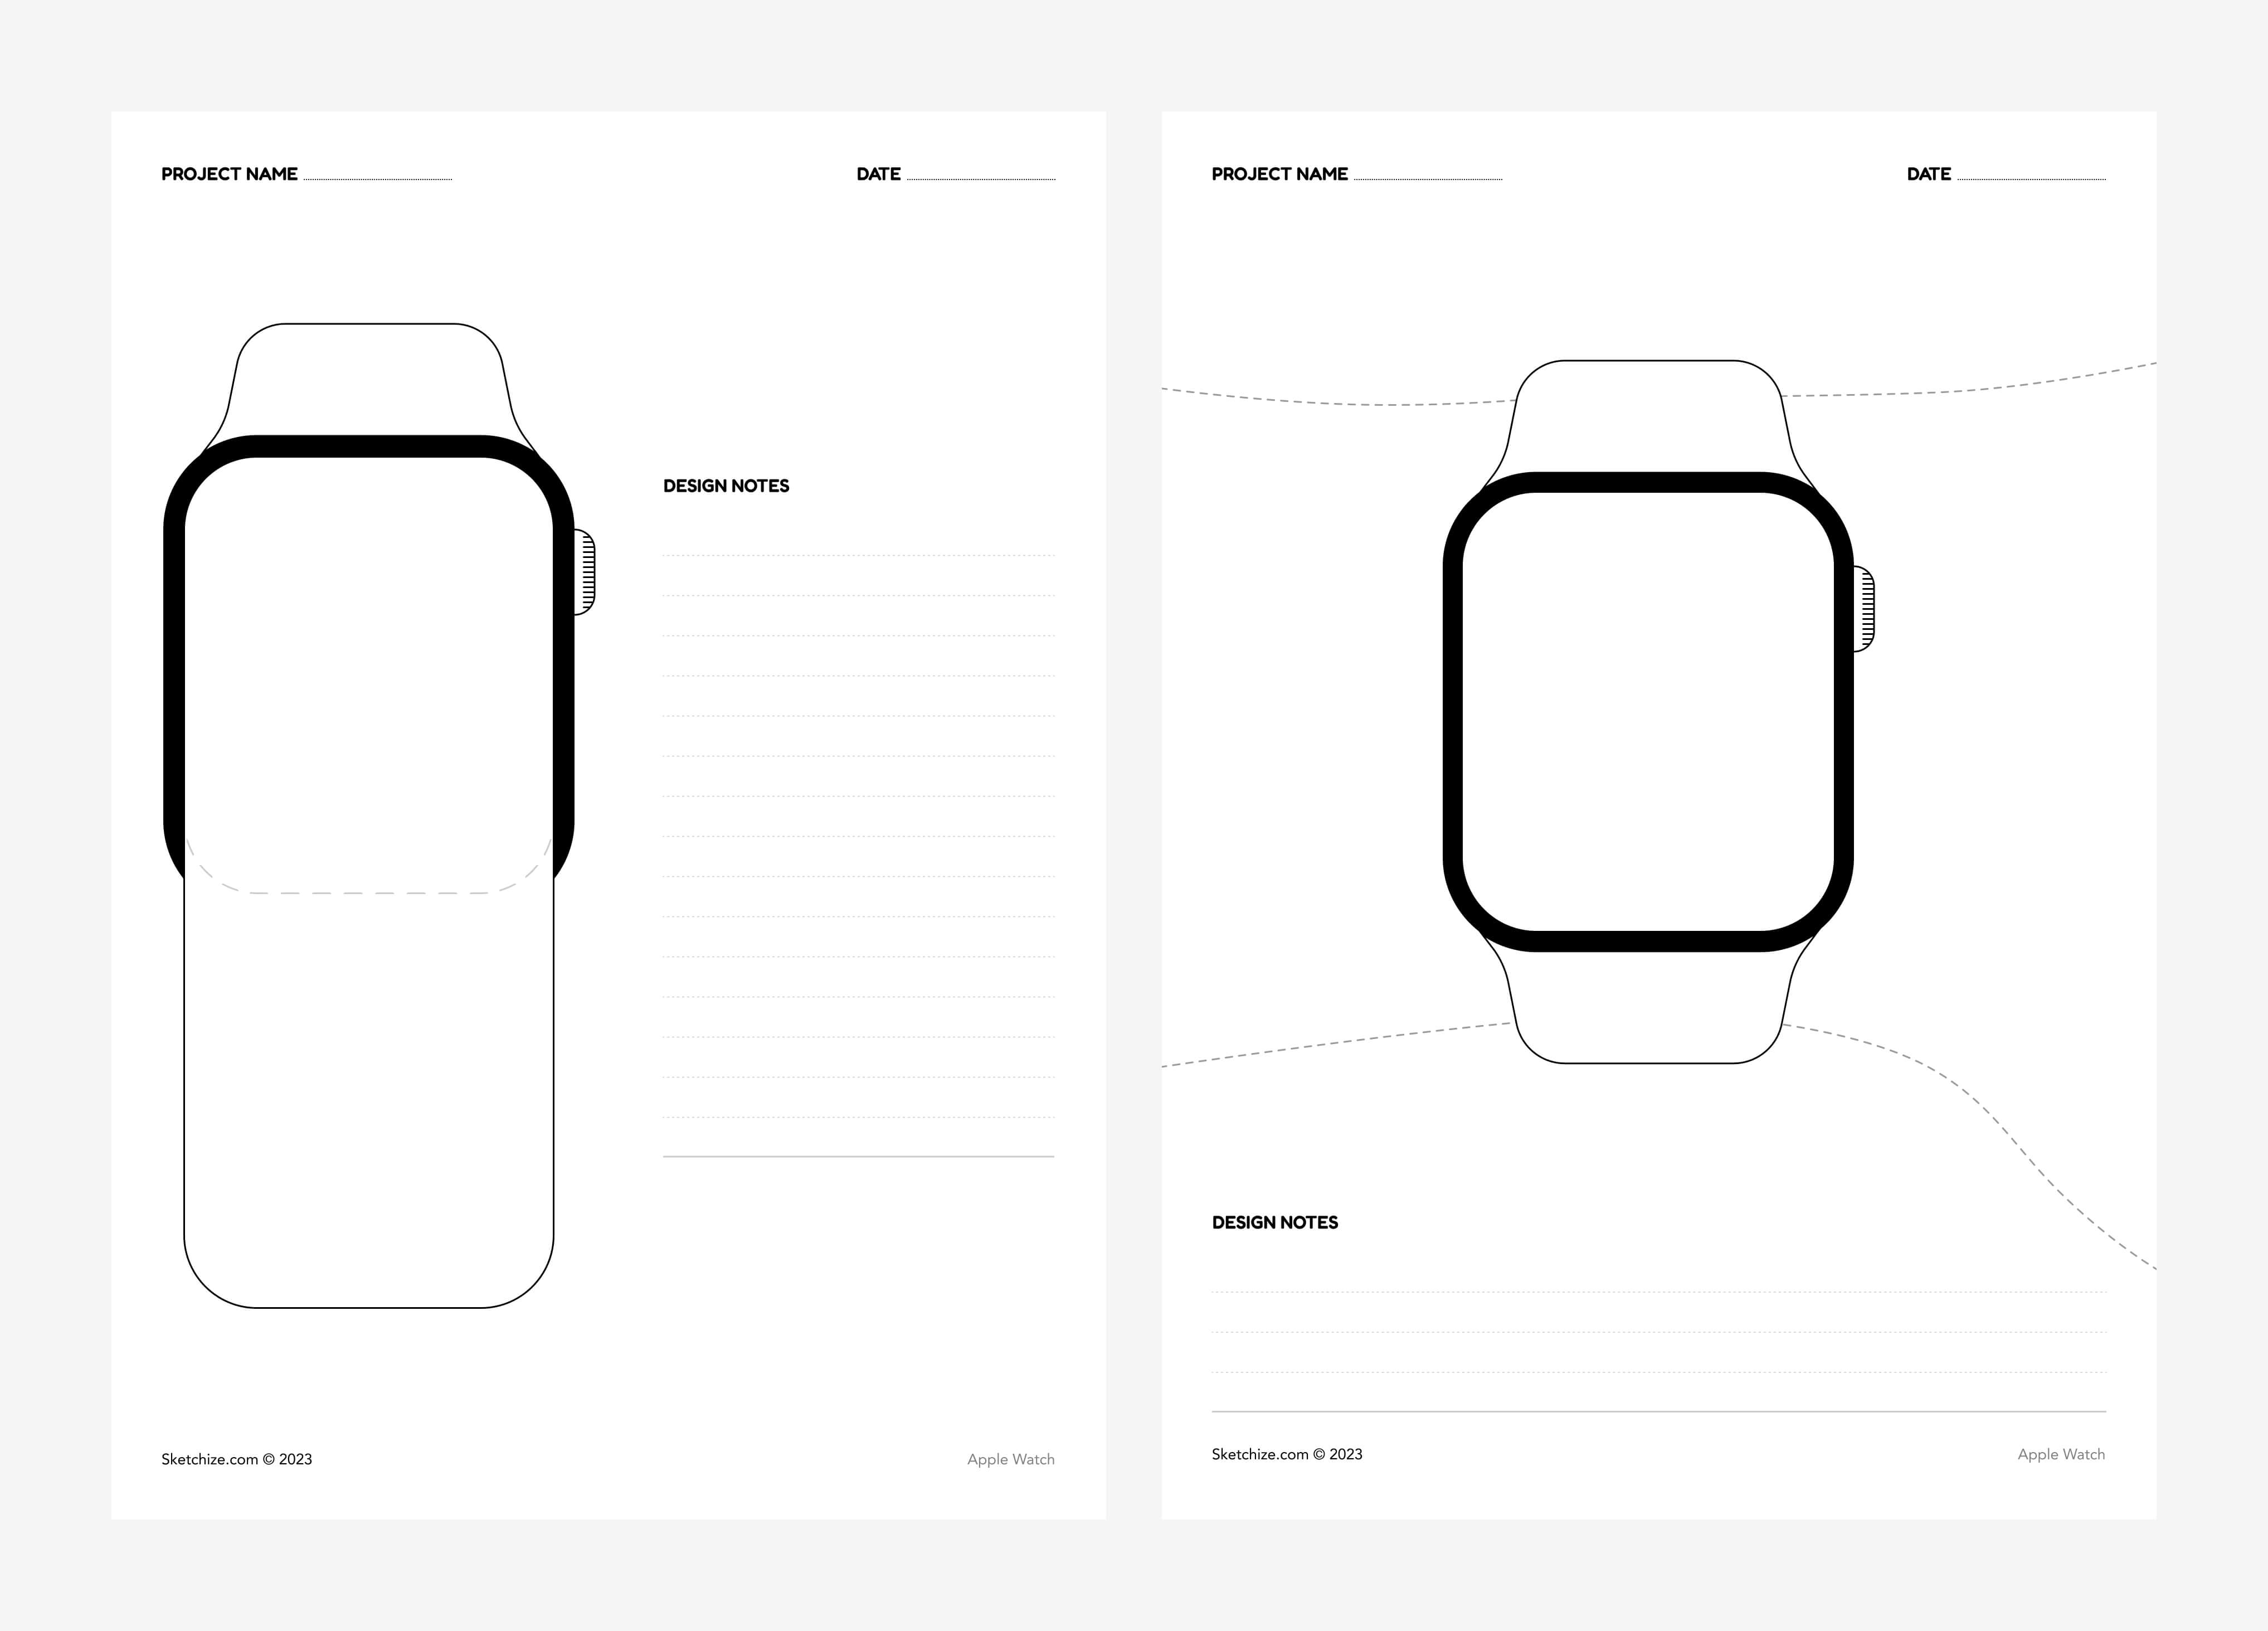 PROJECT NAME
DATE
DESIGN NOTES
Sketchize.com © 2023
Apple Watch
PROJECT NAME
DATE
DESIGN NOTES
Sketchize.com © 2023
Apple Watch